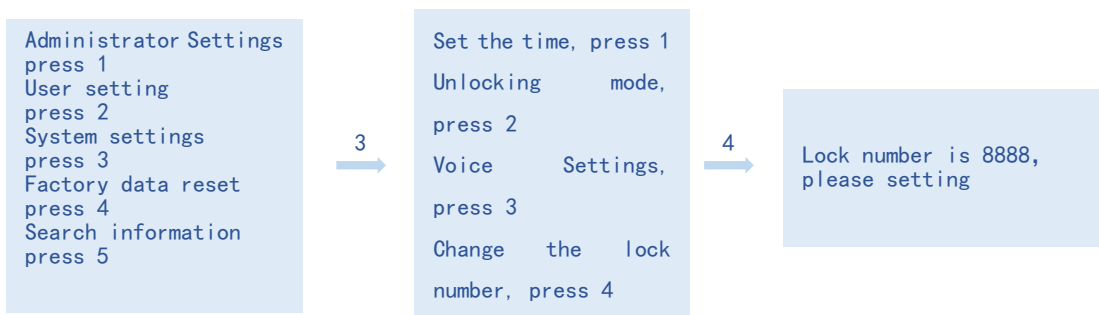 Administrator Settings
press 1
User setting
press 2
System settings
press 3
Factory data reset
press 4
Search information
press 5
3
Set the time, press 1
Unlocking mode,
press 2
Voice Settings,
press 3
Change the lock
number, press 4
4
Lock number is 8888,
please setting